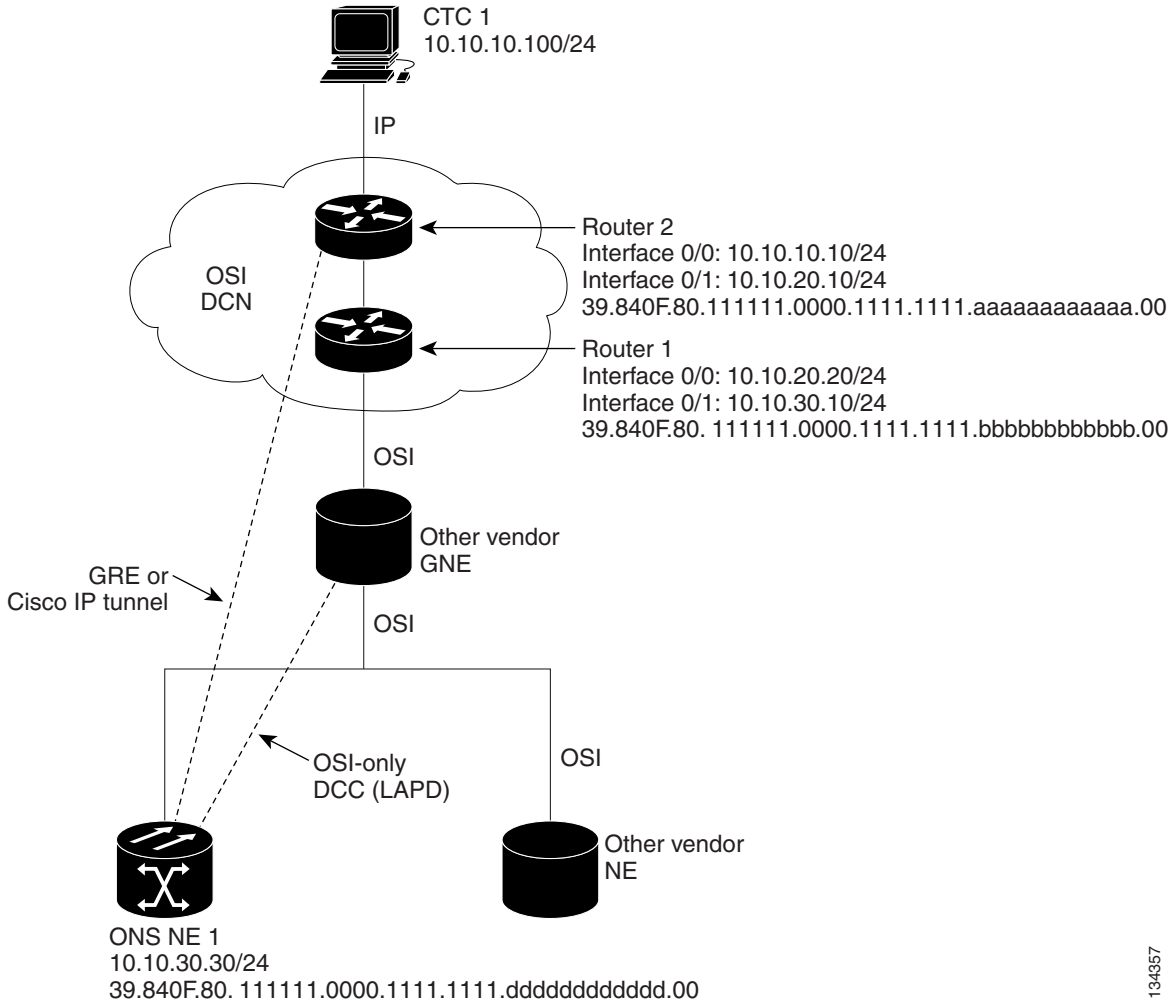 CTC 1
10.10.10.100/24
IP
OSI
DCN
Router 2
Interface 0/0: 10.10.10.10/24
Interface 0/1: 10.10.20.10/24
39.840F.80.111111.0000.1111.1111.aaaaaaaaaaaa.00
Router 1
Interface 0/0: 10.10.20.20/24
Interface 0/1: 10.10.30.10/24
39.840F.80. 111111.0000.1111.1111.bbbbbbbbbbbb.00
OSI
Other vendor
GNE
GRE or
Cisco IP tunnel
OSI
OSI-only
DCC (LAPD)
OSI
Other vendor
NE
ONS NE 1
10.10.30.30/24
39.840F.80. 111111.0000.1111.1111.dddddddddddd.00
134357